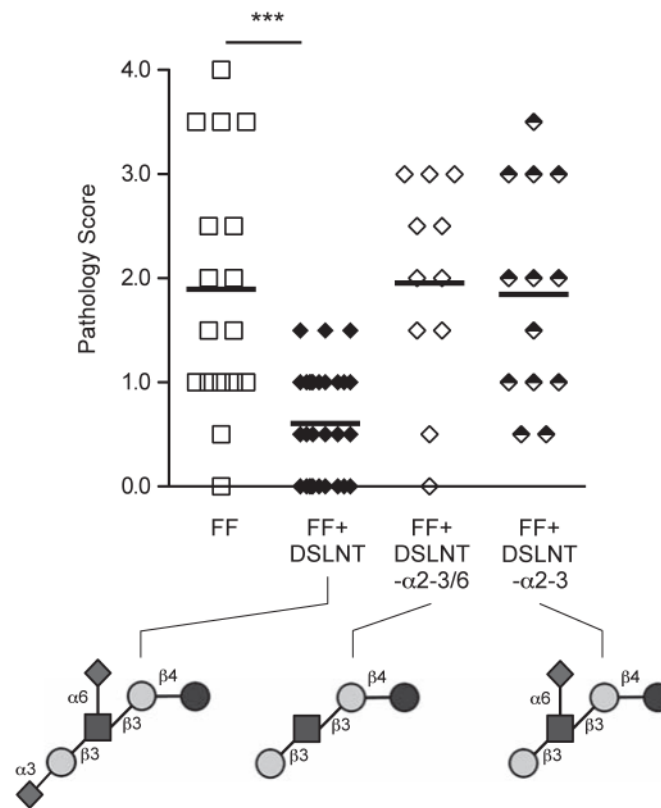 ***
4.0
3.0
2.0
1.0
0.0
Pathology Score
FF
FF+
DSLNT
FF+
DSLNT
-α2-3/6
FF+
DSLNT
-α2-3
β4
α6
β3
β3
α3
β4
β3
β3
β4
α6
β3
β3